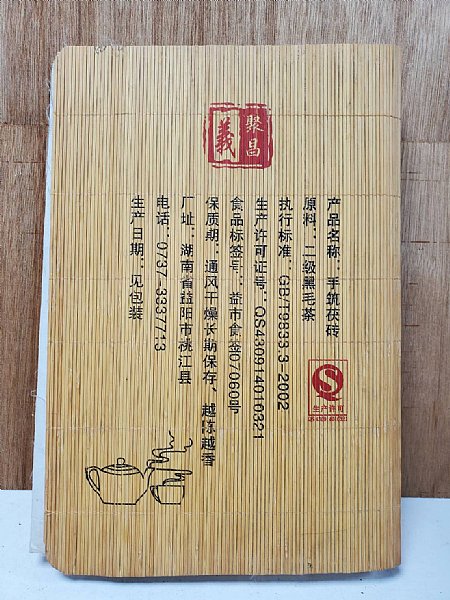 聚昌
義
产品名称：手筑茯砖
原料：二级黑毛茶
执行标准：GB/T9833.3-2002
生产许可证号：QS430914010321
食品标签号：益市食签07060号
保质期：通风干燥长期保存、越陈越香
厂址：湖南省益阳市桃江县
电话：0737-3337713
生产日期：见包装
生产许可